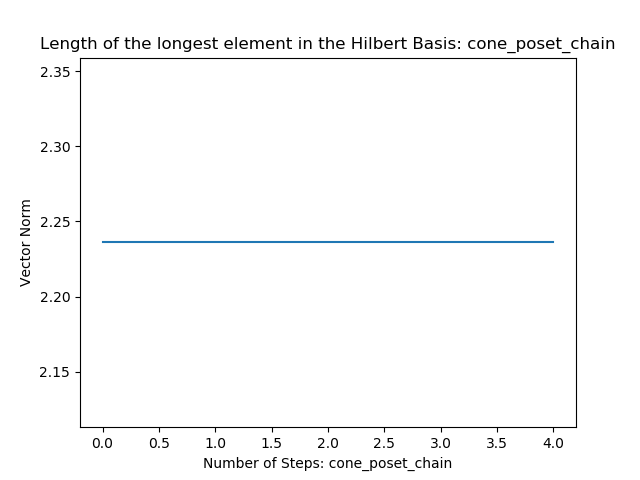 Length of the longest element in the Hilbert Basis: cone_poset_chain
2.35
2.30
2.25
2.20
2.15
Vector Norm
0.0 0.5 1.0 1.5 2.0 2.5 3.0 3.5 4.0
Number of Steps: cone_poset_chain